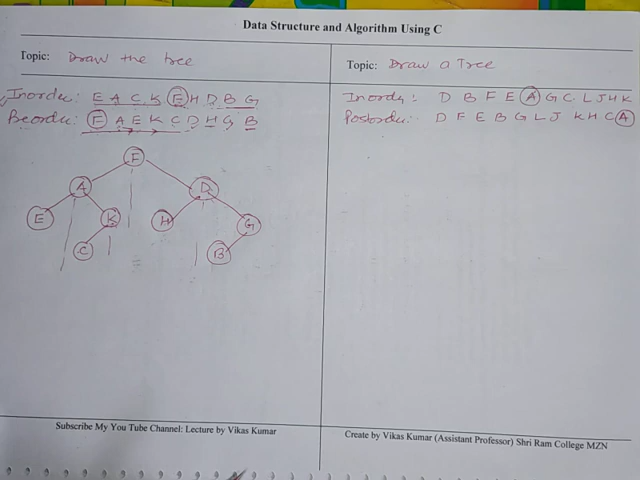 Data Structure and Algorithm Using C
Topic: Draw the tree
Inorder: E A C K F H D B G
Preorder: F A E K C D H G B
F
A D
E K H G
C B
Topic: Draw a Tree
Inorder: D B F E A G C L J H K
Postorder: D F E B G L J K H C A
Subscribe My You Tube Channel: Lecture by Vikas Kumar
Create by Vikas Kumar (Assistant Professor) Shri Ram College MZN